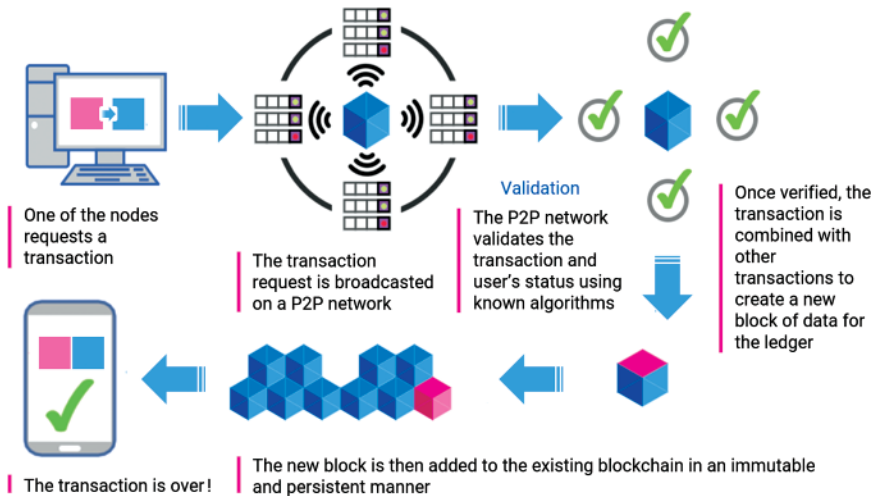 One of the nodes
requests a
transaction
The transaction
request is broadcasted
on a P2P network
Validation
The P2P network
validates the
transaction and
user's status using
known algorithms
Once verified, the
transaction is
combined with
other
transactions to
create a new
block of data for
the ledger
The new block is then added to the existing blockchain in an immutable
and persistent manner
The transaction is over!